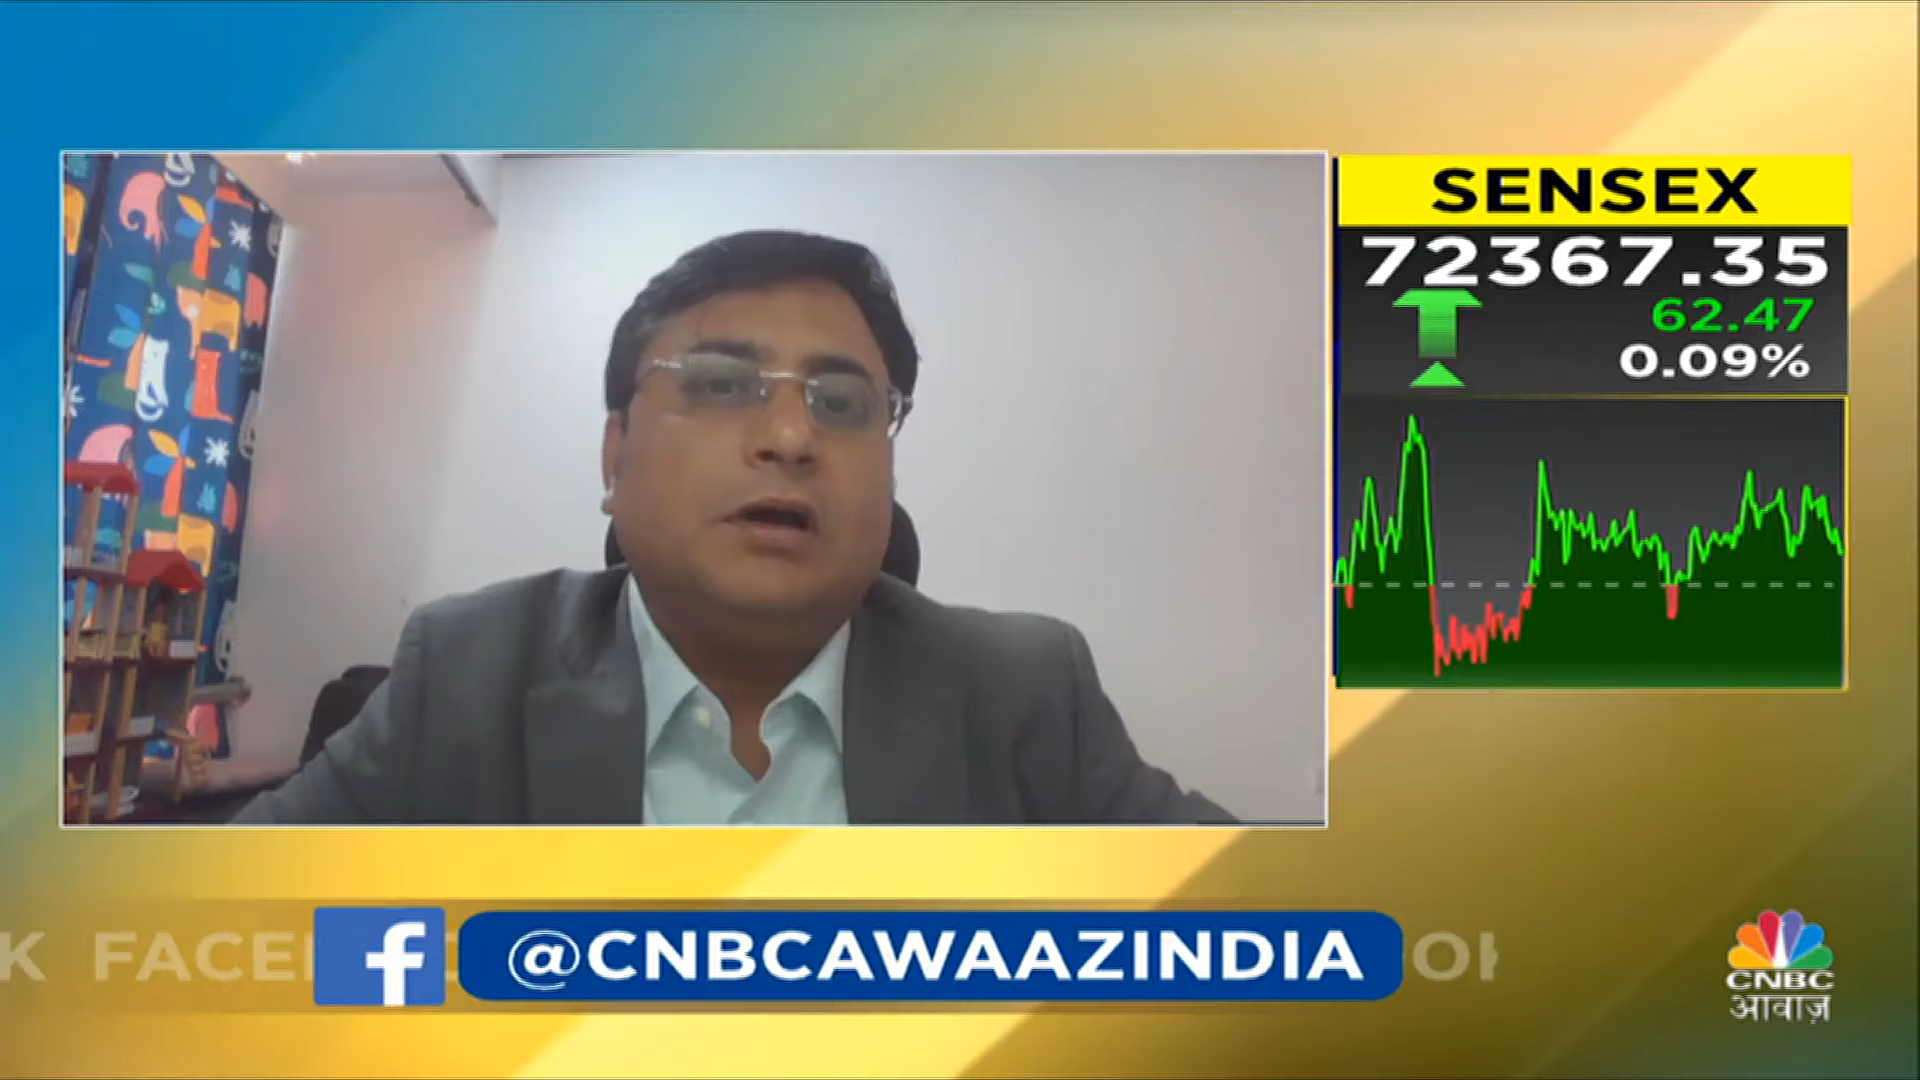 SENSEX
72367.35
62.47
0.09%
K FACE
@CNBCAWAAZINDIA
CNBC
आवाज़